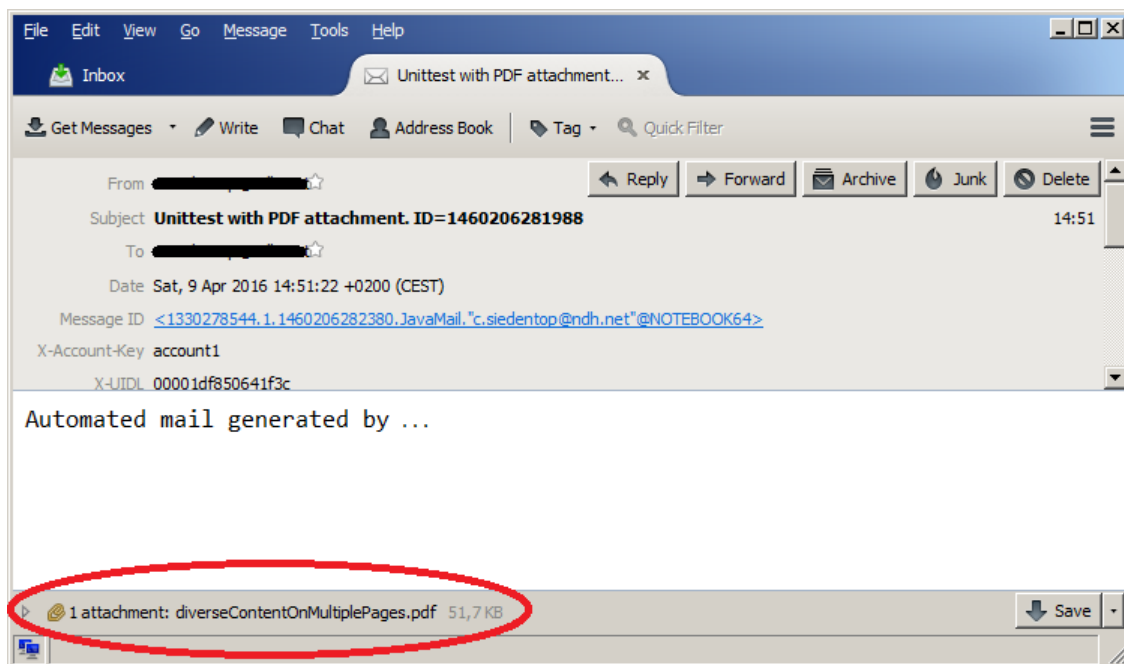 File Edit View Go Message Tools Help
Inbox Unittest with PDF attachment... x
Get Messages Write Chat Address Book Tag Quick Filter
From Reply Forward Archive Junk Delete
Subject Unittest with PDF attachment. ID=1460206281988 14:51
To
Date Sat, 9 Apr 2016 14:51:22 +0200 (CEST)
Message ID <1330278544.1.1460206282380.JavaMail."c.siedentop@ndh.net"@NOTEBOOK64>
X-Account-Key account1
X-UIDL 00001df850641f3c
Automated mail generated by ...
1 attachment: diverseContentOnMultiplePages.pdf 51,7 KB Save